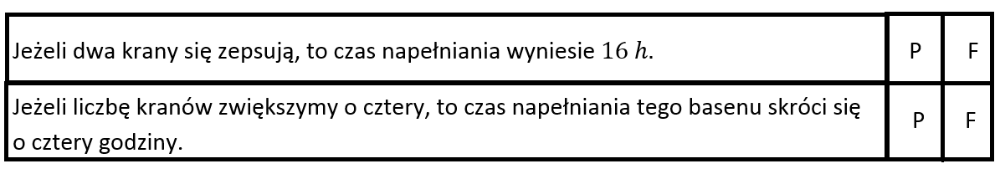 Jeżeli dwa krany się zepsują, to czas napełniania wyniesie 16 h. P F
Jeżeli liczbę kranów zwiększymy o cztery, to czas napełniania tego basenu skróci się
o cztery godziny. P F